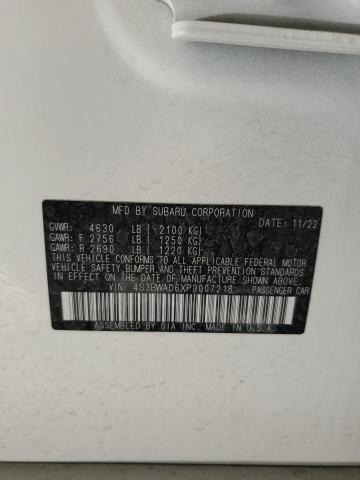 MFD BY SUBARU CORPORATION DATE: 11/22
GVWR: 4630 LB ( 2100 KG)
GAWR: F 2756 LB ( 1250 KG)
GAWR: R 2690 LB ( 1220 KG)
THIS VEHICLE CONFORMS TO ALL APPLICABLE FEDERAL MOTOR
VEHICLE SAFETY, BUMPER, AND THEFT PREVENTION STANDARDS
IN EFFECT ON THE DATE OF MANUFACTURE SHOWN ABOVE.
VIN: 4S3BWAD6XP3007218 PASSENGER CAR
ASSEMBLED BY SIA INC. MADE IN U.S.A.